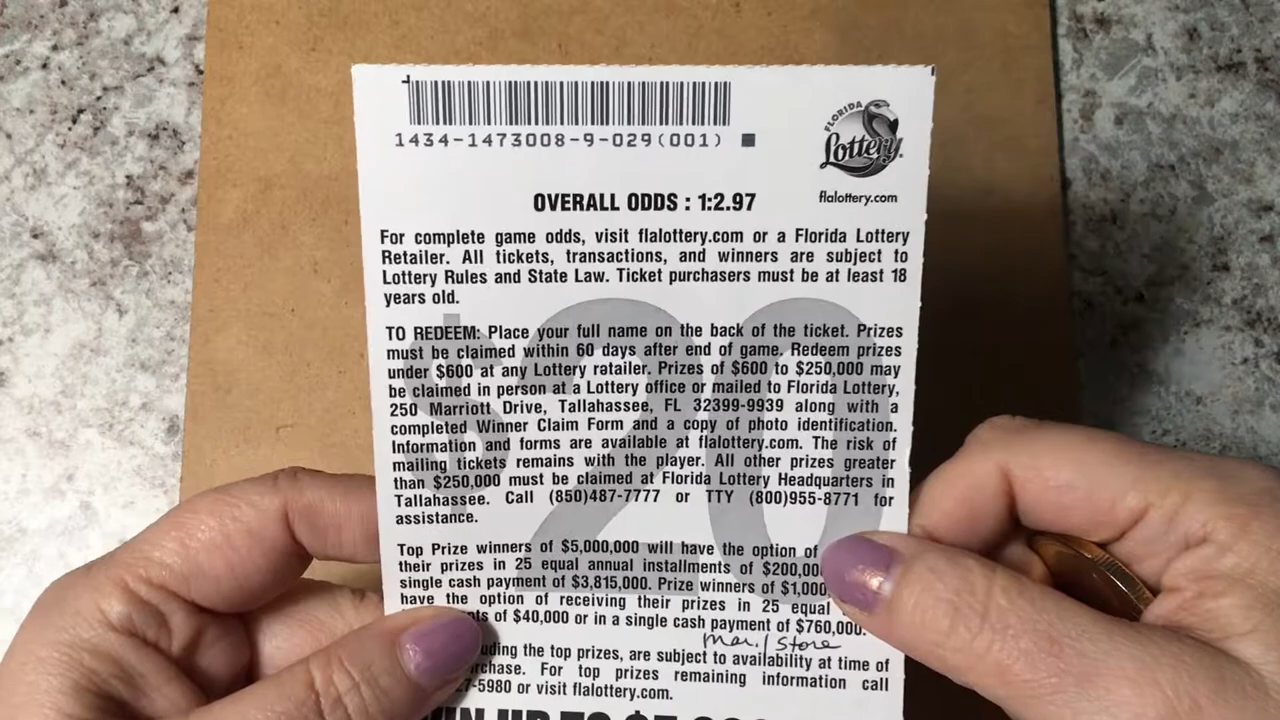 1434-1473008-9-029(001)
FLORIDA
Lottery
flalottery.com
OVERALL ODDS : 1:2.97
For complete game odds, visit flalottery.com or a Florida Lottery
Retailer. All tickets, transactions, and winners are subject to
Lottery Rules and State Law. Ticket purchasers must be at least 18
years old.
$20
TO REDEEM: Place your full name on the back of the ticket. Prizes
must be claimed within 60 days after end of game. Redeem prizes
under $600 at any Lottery retailer. Prizes of $600 to $250,000 may
be claimed in person at a Lottery office or mailed to Florida Lottery,
250 Marriott Drive, Tallahassee, FL 32399-9939 along with a
completed Winner Claim Form and a copy of photo identification.
Information and forms are available at flalottery.com. The risk of
mailing tickets remains with the player. All other prizes greater
than $250,000 must be claimed at Florida Lottery Headquarters in
Tallahassee. Call (850)487-7777 or TTY (800)955-8771 for
assistance.
Top Prize winners of $5,000,000 will have the option of
their prizes in 25 equal annual installments of $200,00
single cash payment of $3,815,000. Prize winners of $1,000,
have the option of receiving their prizes in 25 equal
of $40,000 or in a single cash payment of $760,000.
Mar. / Store
the top prizes, are subject to availability at time of
For top prizes remaining information call
7-5980 or visit flalottery.com.
WIN UP TO